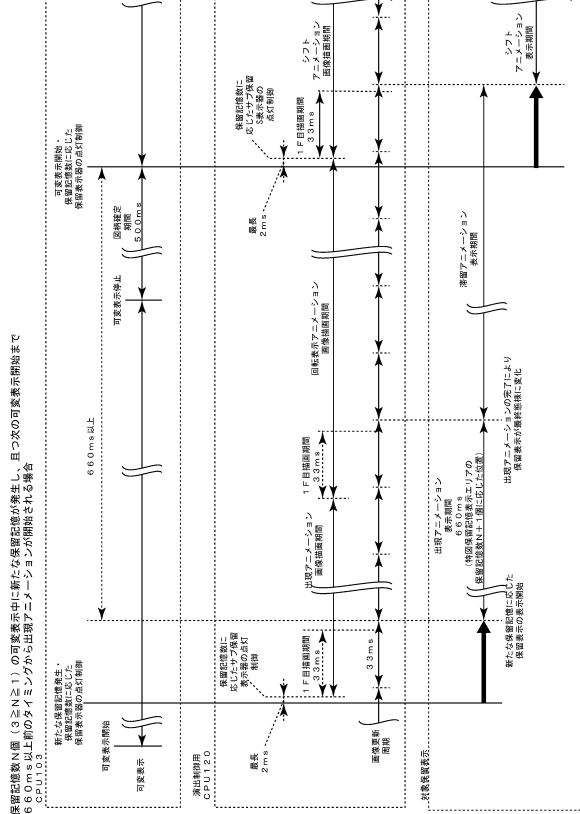 保留記憶数N個(3≧N≧1)の可変表示中に新たな保留記憶が発生し、且つ次の可変表示開始まで
660ms以上前のタイミングから出現アニメーションが開始される場合
CPU103
新たな保留記憶発生・
保留記憶数に応じた
保留表示器の点灯制御
可変表示開始・
保留記憶数に応じた
保留表示器の点灯制御
660ms以上
可変表示開始
可変表示停止
図柄確定
期間
500ms
可変表示
演出制御用
CPU120
保留記憶数に
応じたサブ保留
表示器の点灯
制御
保留記憶数に
応じたサブ保留
S表示器の
点灯制御
最長
2ms
最長
2ms
1F目描画期間
33ms
出現アニメーション
画像描画期間
1F目描画期間
33ms
回転表示アニメーション
画像描画期間
1F目描画期間
33ms
シフト
アニメーション
画像描画期間
画像更新
周期
33ms
対象保留表示
出現アニメーション
表示期間
660ms
(特図保留記憶表示エリアの
保留記憶数N+1個に応じた位置)
滞留アニメーション
表示期間
シフト
アニメーション
表示期間
新たな保留記憶に応じた
保留表示の表示開始
出現アニメーションの完了により
保留表示が最終態様に変化